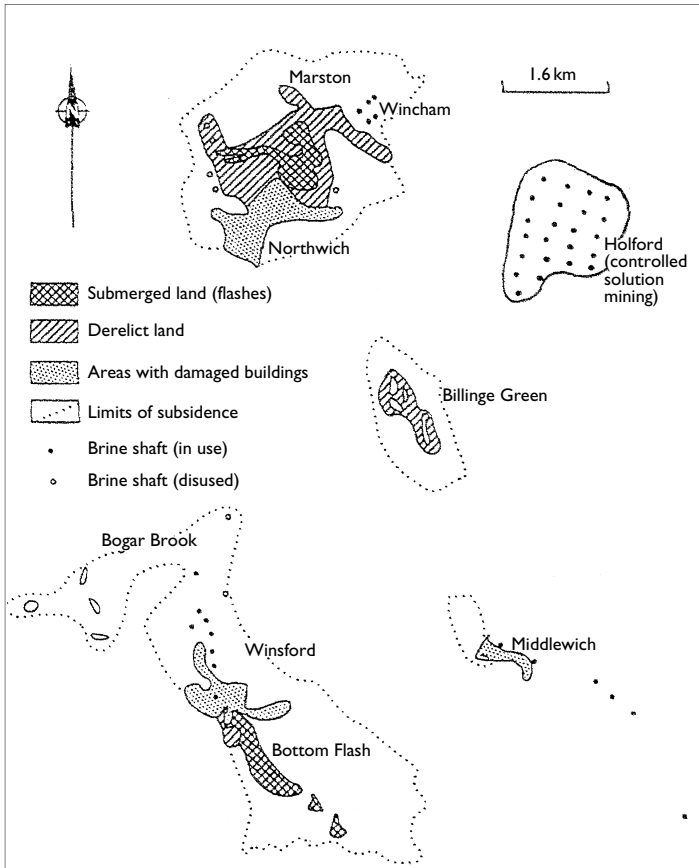 Marston
1.6 km
Wincham
Northwich
Holford
(controlled
solution
mining)
Submerged land (flashes)
Derelict land
Areas with damaged buildings
Limits of subsidence
Brine shaft (in use)
Brine shaft (disused)
Billinge Green
Bogar Brook
Winsford
Middlewich
Bottom Flash